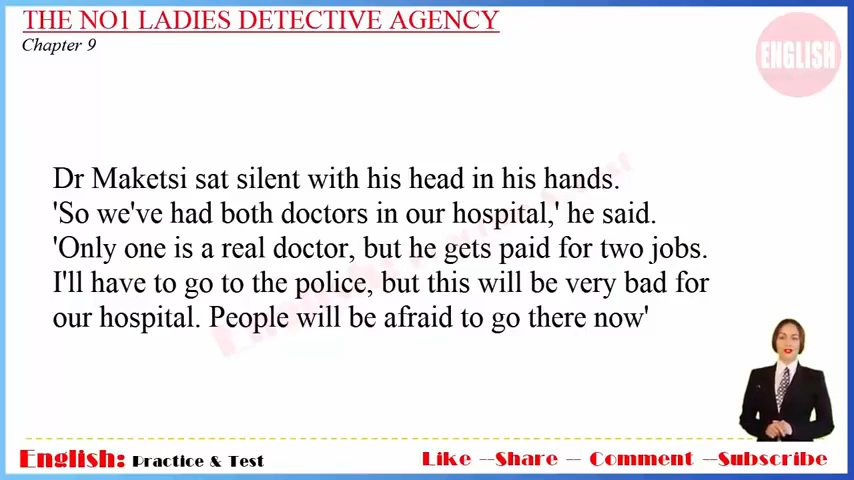 THE NO1 LADIES DETECTIVE AGENCY
Chapter 9
ENGLISH
Dr Maketsi sat silent with his head in his hands.
'So we've had both doctors in our hospital,' he said.
'Only one is a real doctor, but he gets paid for two jobs.
I'll have to go to the police, but this will be very bad for
our hospital. People will be afraid to go there now'
English: Practice & Test
Like --Share -- Comment --Subscribe